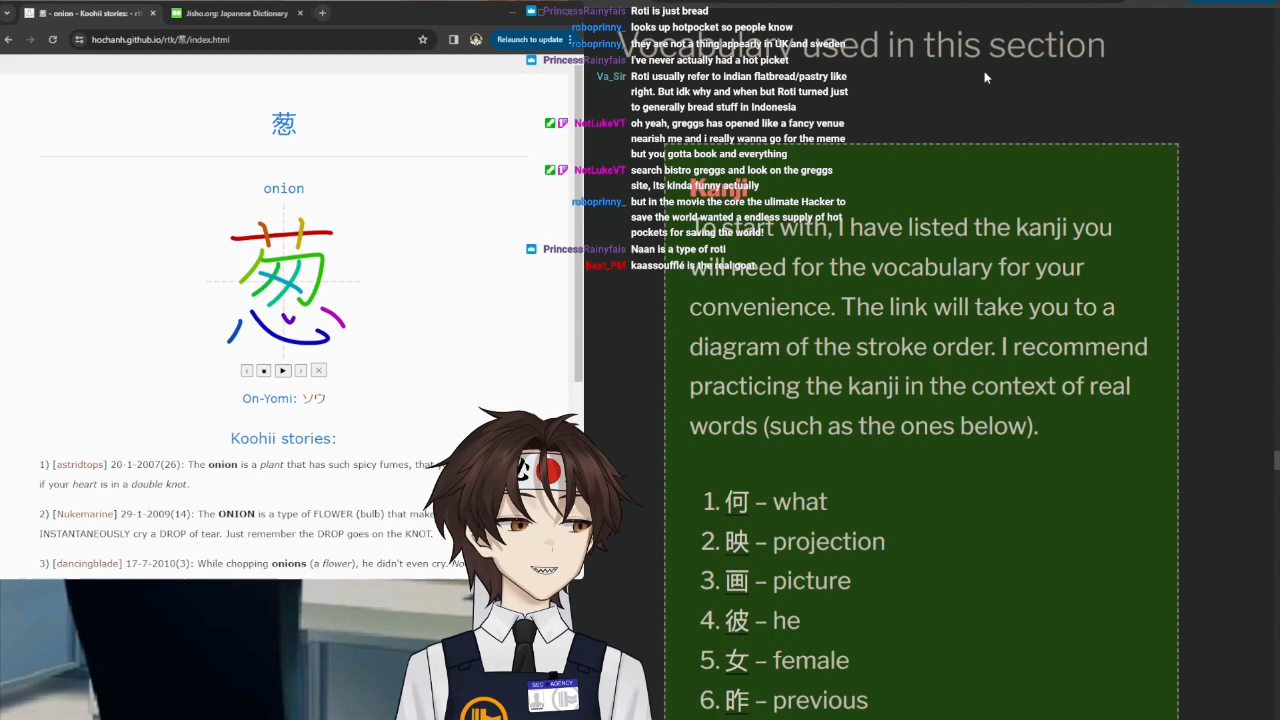 葱 - onion - Koohii stories: - rt
Jisho.org: Japanese Dictionary
hochanh.github.io/rtk/葱/index.html
Relaunch to update
葱
onion
葱
On-Yomi: ソウ
Koohii stories:
1) [astridtops] 20-1-2007(26): The onion is a plant that has such spicy fumes, that
if your heart is in a double knot.
2) [Nukemarine] 29-1-2009(14): The ONION is a type of FLOWER (bulb) that make
INSTANTANEOUSLY cry a DROP of tear. Just remember the DROP goes on the KNOT.
3) [dancingblade] 17-7-2010(3): While chopping onions (a flower), he didn't even cry.
PrincessRainyfais Roti is just bread
roboprinny_ looks up hotpocket so people know
roboprinny_ they are not a thing appearly in UK and sweden
PrincessRainyfais I've never actually had a hot picket
Va_Sir Roti usually refer to indian flatbread/pastry like
right. But idk why and when but Roti turned just
to generally bread stuff in Indonesia
NotLukeVT oh yeah, greggs has opened like a fancy venue
nearish me and i really wanna go for the meme
but you gotta book and everything
NotLukeVT search bistro greggs and look on the greggs
site, its kinda funny actually
roboprinny_ but in the movie the core the ulimate Hacker to
save the world wanted a endless supply of hot
pockets for saving the world!
PrincessRainyfais Naan is a type of roti
Bast_PM kaassoufflé is the real goat
Vocabulary used in this section
Kanji
To start with, I have listed the kanji you
will need for the vocabulary for your
convenience. The link will take you to a
diagram of the stroke order. I recommend
practicing the kanji in the context of real
words (such as the ones below).
1. 何 – what
2. 映 – projection
3. 画 – picture
4. 彼 – he
5. 女 – female
6. 昨 – previous
SEC AGENCY